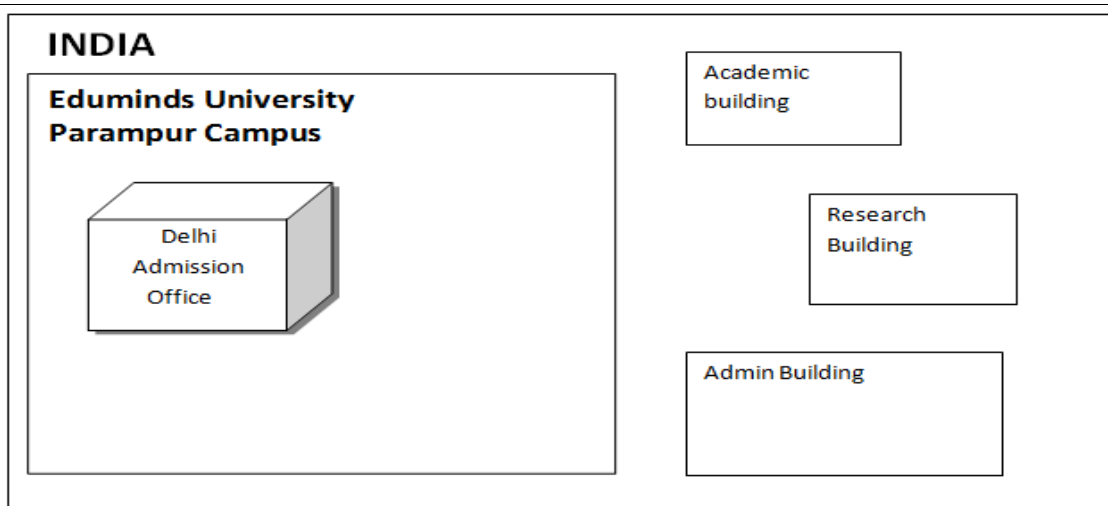 INDIA
Eduminds University
Parampur Campus
Delhi
Admission
Office
Academic
building
Research
Building
Admin Building